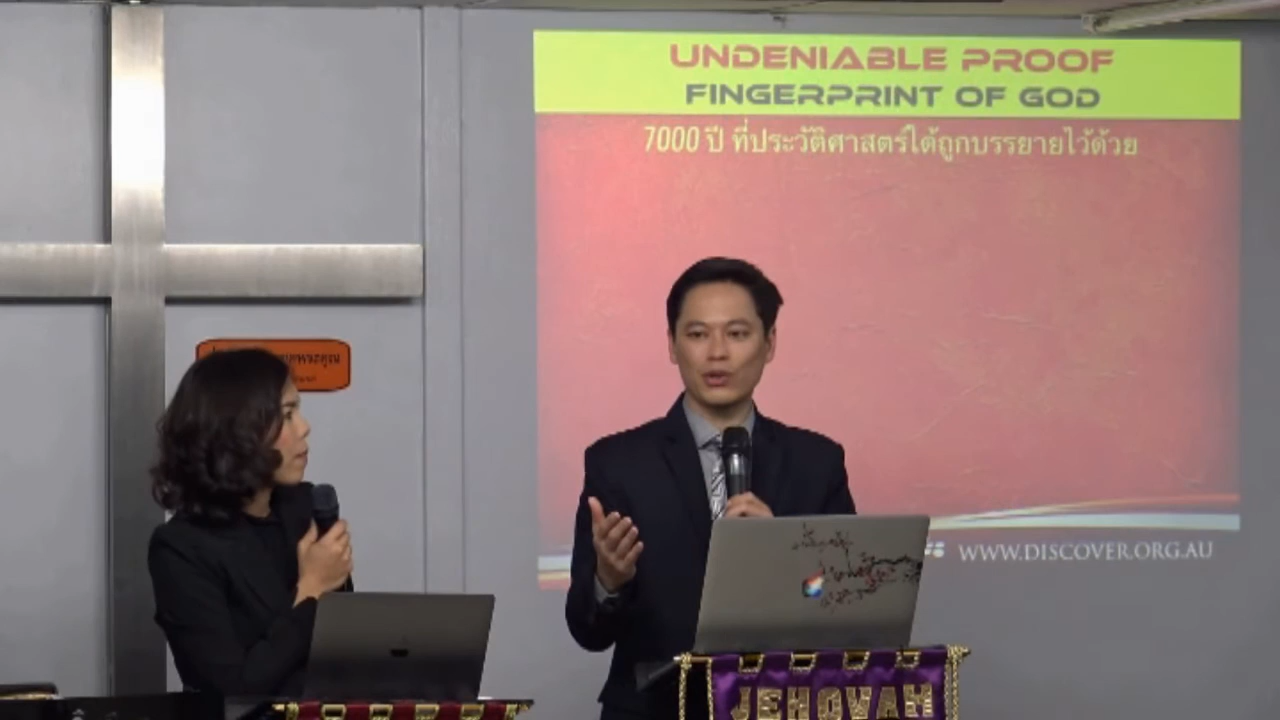 UNDENIABLE PROOF
FINGERPRINT OF GOD
7000 ปี ที่ประวัติศาสตร์ได้ถูกบรรยายไว้ด้วย
WWW.DISCOVER.ORG.AU
JEHOVAH